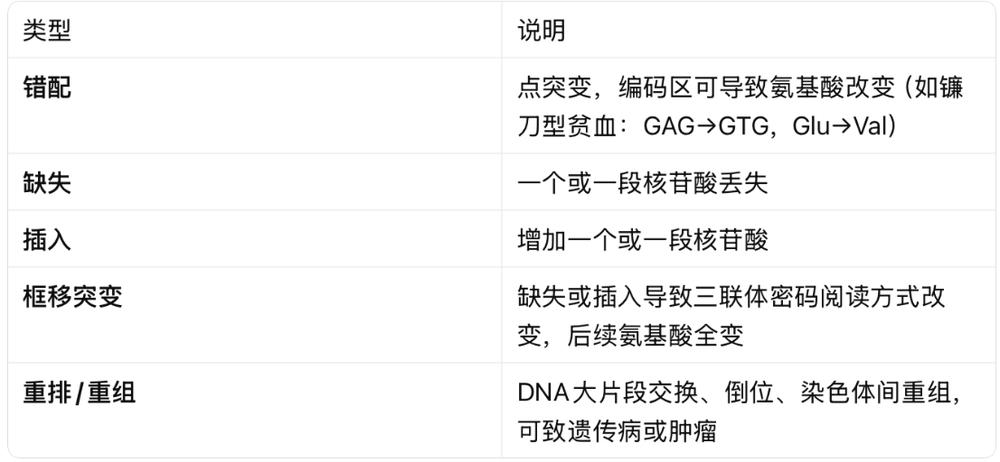 类型
说明
错配
点突变，编码区可导致氨基酸改变（如镰
刀型贫血：GAG→GTG，Glu→Val）
缺失
一个或一段核苷酸丢失
插入
增加一个或一段核苷酸
框移突变
缺失或插入导致三联体密码阅读方式改
变，后续氨基酸全变
重排/重组
DNA大片段交换、倒位、染色体间重组，
可致遗传病或肿瘤